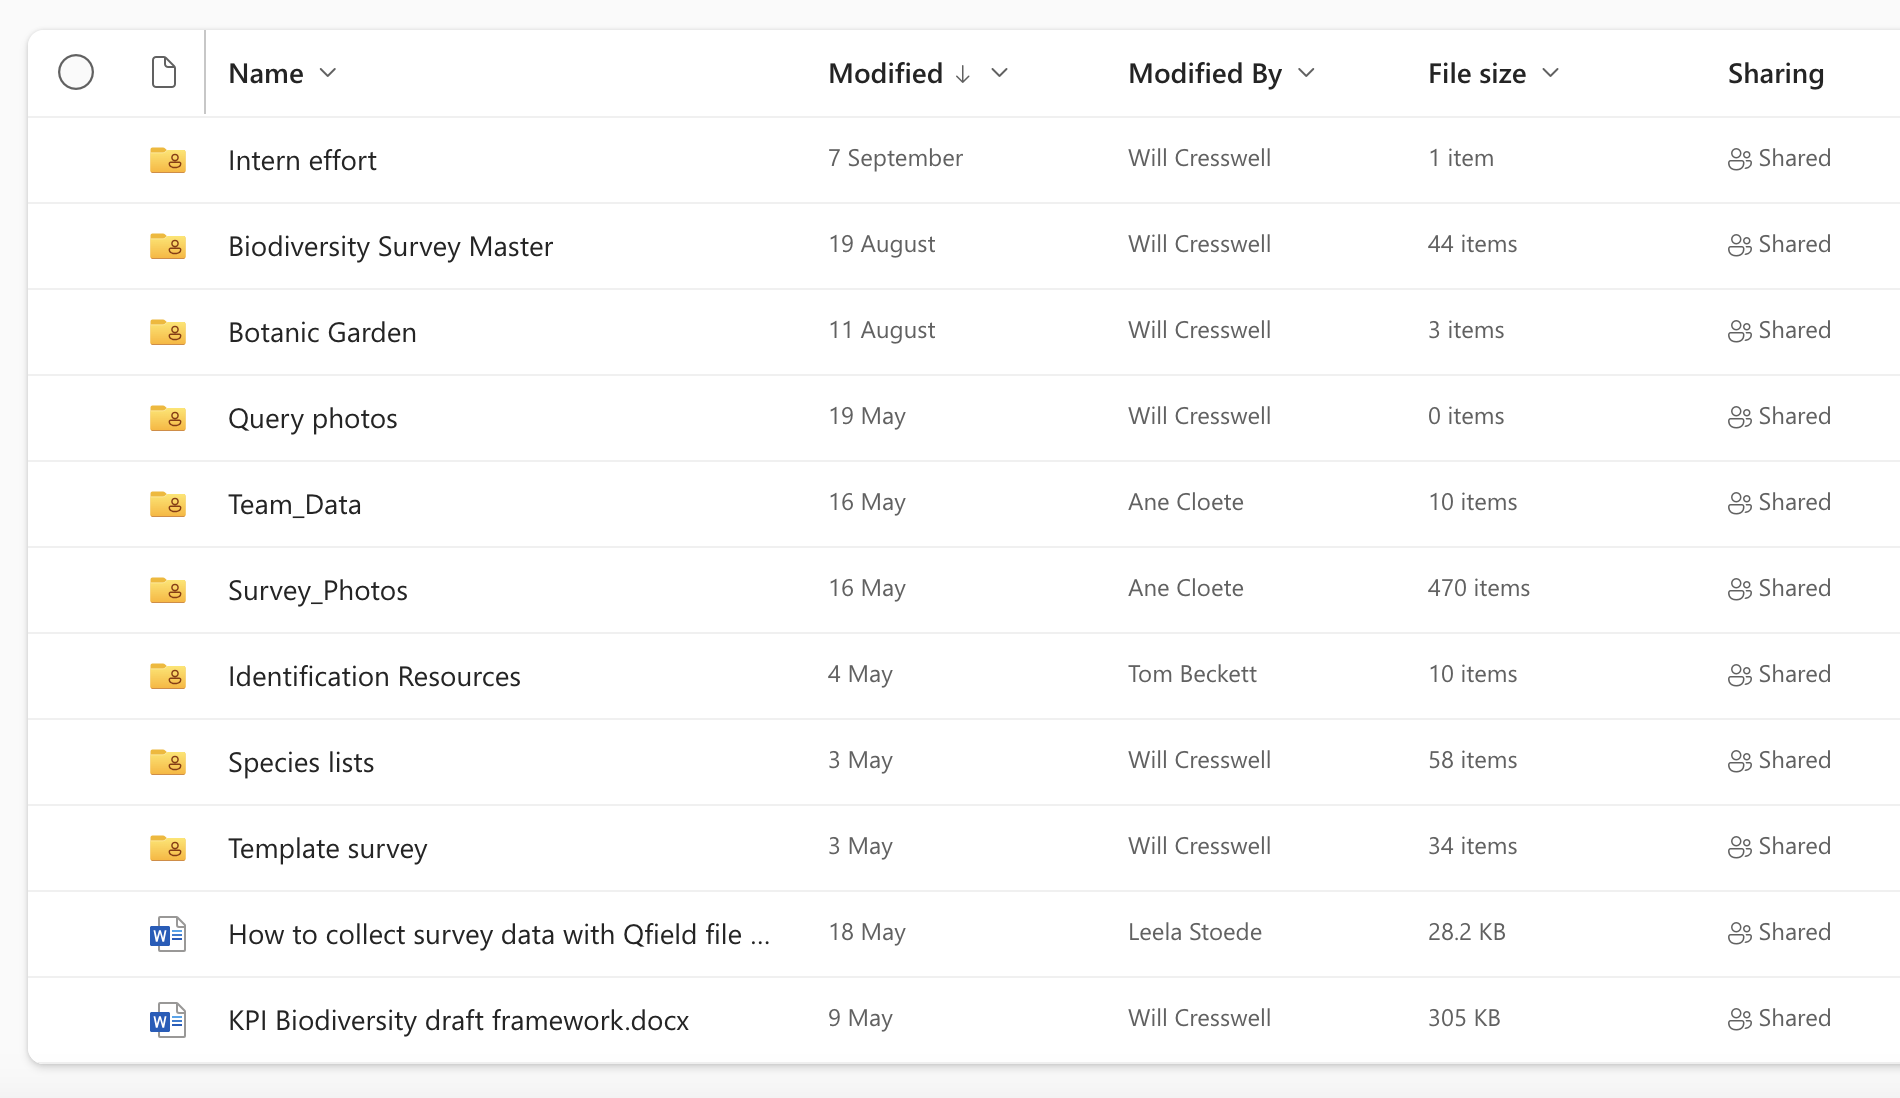 Name Modified Modified By File size Sharing
Intern effort 7 September Will Cresswell 1 item Shared
Biodiversity Survey Master 19 August Will Cresswell 44 items Shared
Botanic Garden 11 August Will Cresswell 3 items Shared
Query photos 19 May Will Cresswell 0 items Shared
Team_Data 16 May Ane Cloete 10 items Shared
Survey_Photos 16 May Ane Cloete 470 items Shared
Identification Resources 4 May Tom Beckett 10 items Shared
Species lists 3 May Will Cresswell 58 items Shared
Template survey 3 May Will Cresswell 34 items Shared
W How to collect survey data with Qfield file ... 18 May Leela Stoede 28.2 KB Shared
W KPI Biodiversity draft framework.docx 9 May Will Cresswell 305 KB Shared